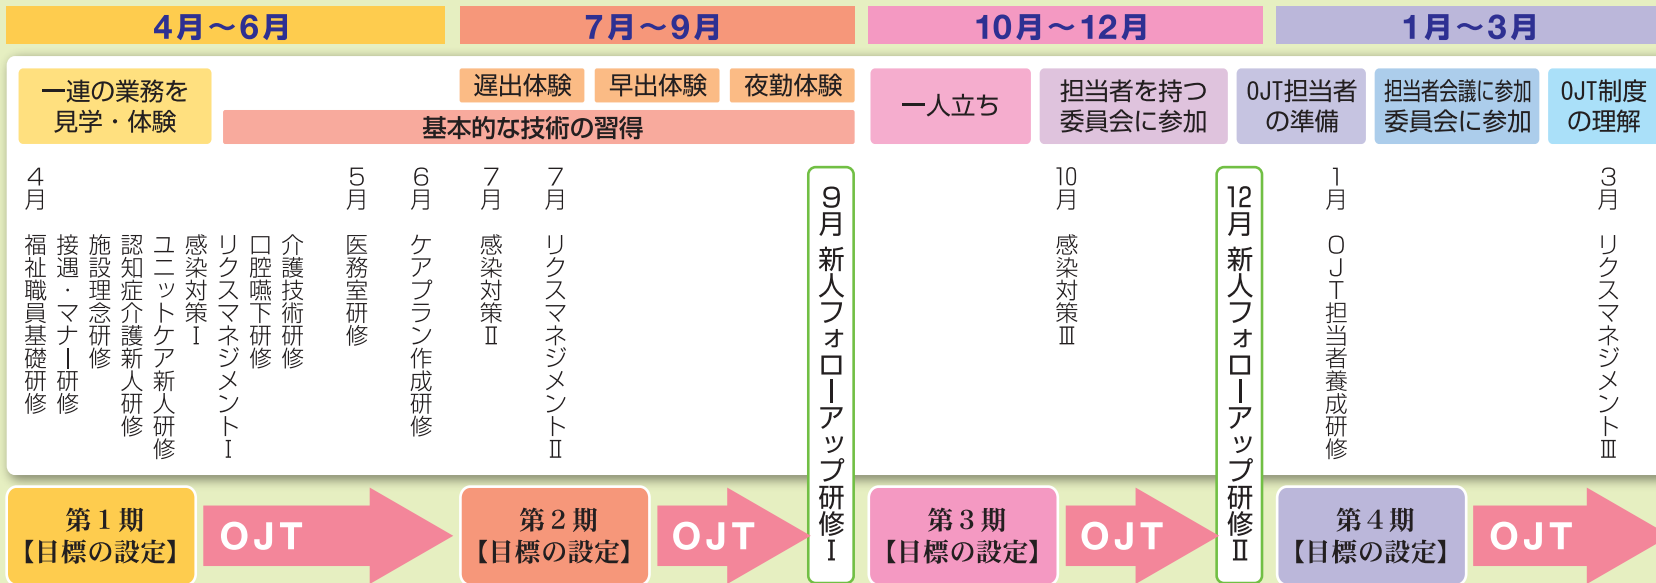 4月〜6月
7月〜9月
10月〜12月
1月〜3月
一連の業務を
見学・体験
遅出体験
早出体験
夜勤体験
基本的な技術の習得
一人立ち
担当者を持つ
委員会に参加
OJT担当者
の準備
担当者会議に参加
委員会に参加
OJT制度
の理解
4月 福祉職員基礎研修
接遇・マナー研修
施設理念研修
認知症介護新人研修
ユニットケア新人研修
感染対策Ⅰ
リクスマネジメントⅠ
口腔嚥下研修
介護技術研修
5月 医務室研修
6月 ケアプラン作成研修
7月 感染対策Ⅱ
7月 リクスマネジメントⅡ
9月 新人フォローアップ研修Ⅰ
10月 感染対策Ⅲ
12月 新人フォローアップ研修Ⅱ
1月 OJT担当者養成研修
3月 リクスマネジメントⅢ
第1期
【目標の設定】
OJT
第2期
【目標の設定】
OJT
第3期
【目標の設定】
OJT
第4期
【目標の設定】
OJT